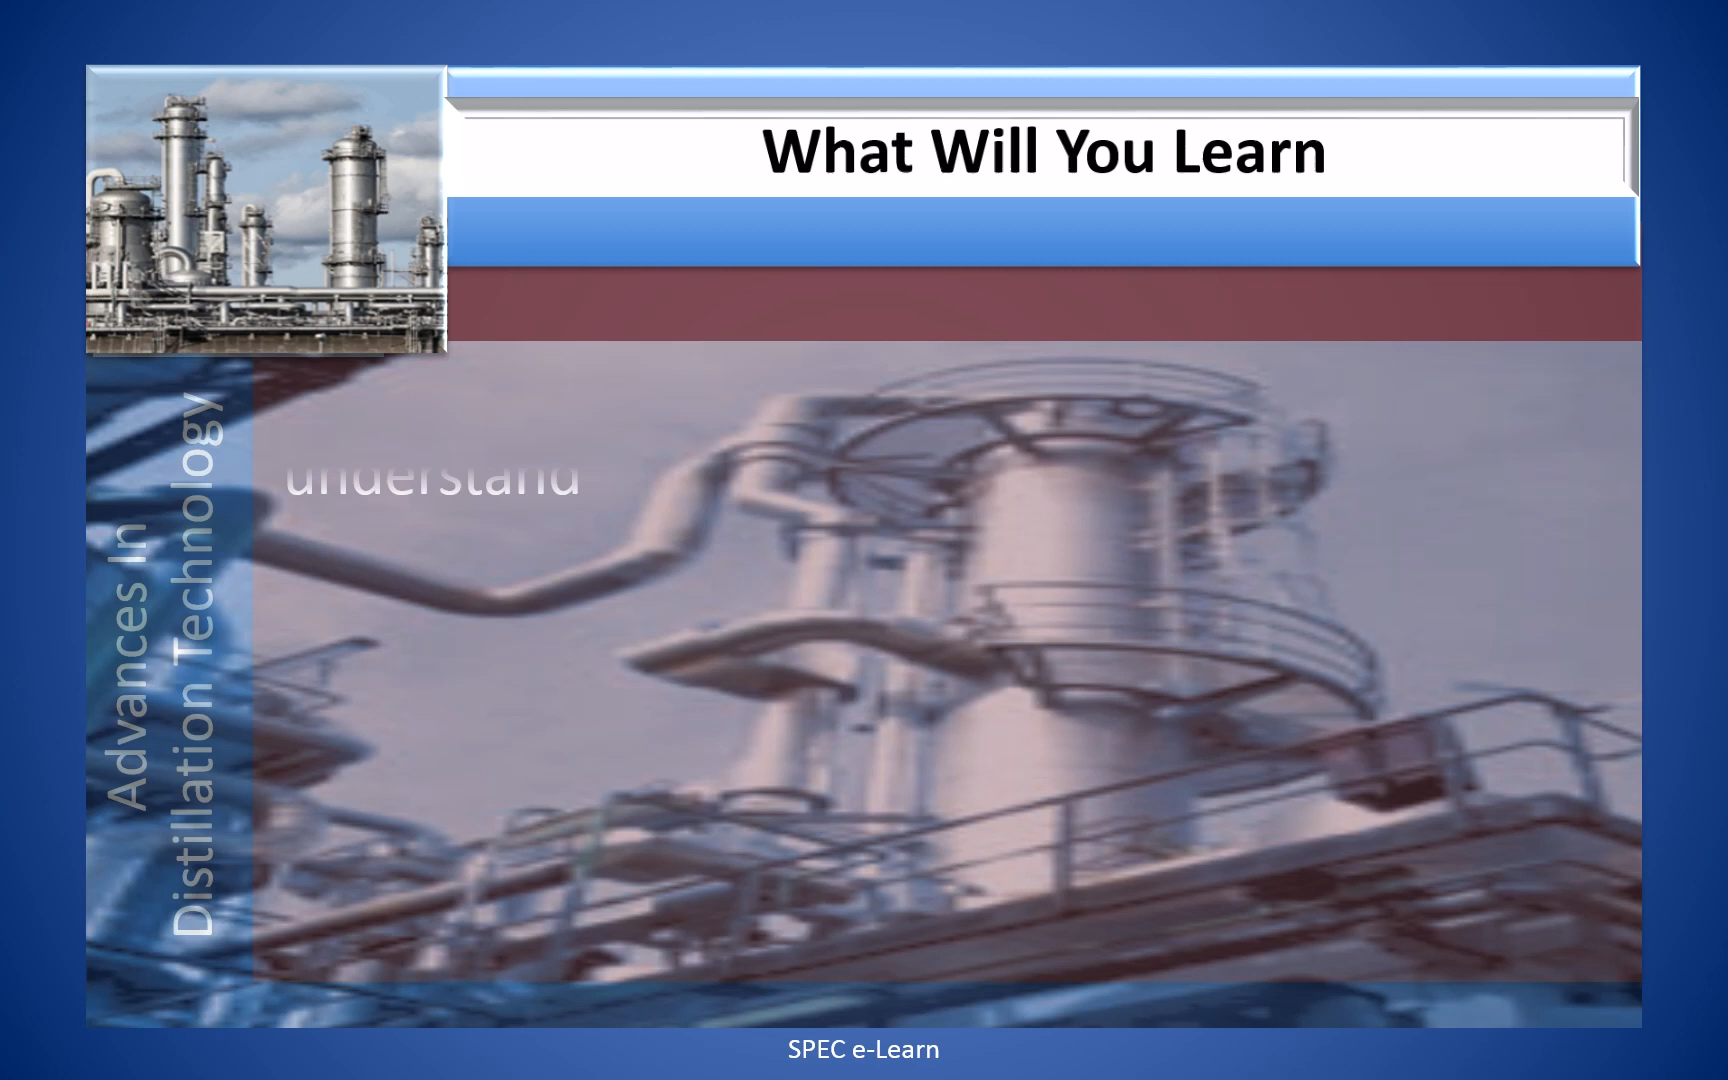 What Will You Learn
understand
Advances In
Distillation Technology
SPEC e-Learn